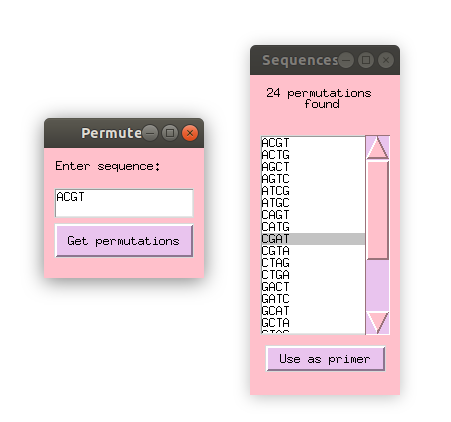 Permute
Enter sequence:
ACGT
Get permutations
Sequences
24 permutations
found
ACGT
ACTG
AGCT
AGTC
ATCG
ATGC
CAGT
CATG
CGAT
CGTA
CTAG
CTGA
GACT
GATC
GCAT
GCTA
Use as primer